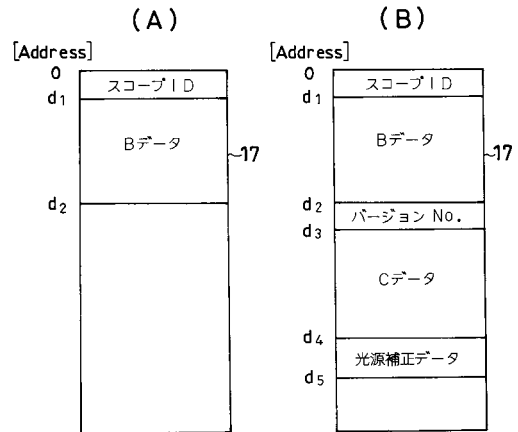 (A)
[Address]
0
スコープID
d1
Bデータ
17
d2
(B)
[Address]
0
スコープID
d1
Bデータ
17
d2
バージョン No.
d3
Cデータ
d4
光源補正データ
d5